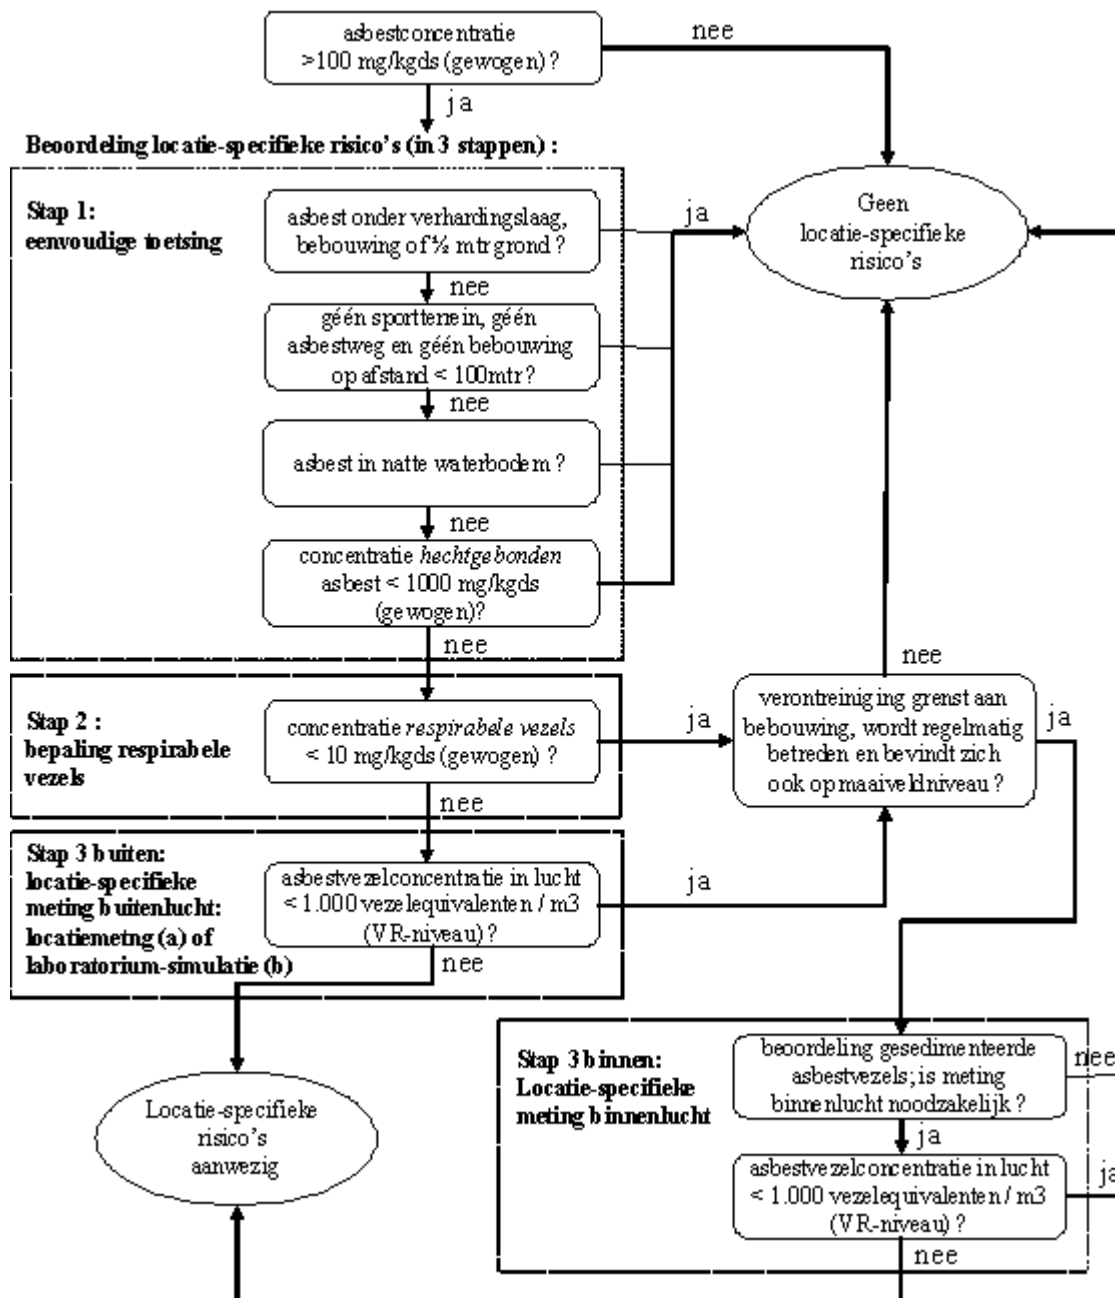 asbestconcentratie
>100 mg/kgds (gewogen) ?
nee
ja
Beoordeling locatie-specifieke risico's (in 3 stappen) :
Stap 1:
eenvoudige toetsing
asbest onder verhardingslaag,
bebouwing of ½ mtr grond ?
ja
Geen
locatie-specifieke
risico's
nee
géén sportterrein, géén
asbestweg en géén bebouwing
op afstand < 100mtr?
nee
asbest in natte waterbodem ?
nee
concentratie hechtgebonden
asbest < 1000 mg/kgds
(gewogen)?
nee
nee
Stap 2 :
bepaling respirabele
vezels
concentratie respirabele vezels
< 10 mg/kgds (gewogen) ?
ja
verontreiniging grenst aan
bebouwing, wordt regelmatig
betreden en bevindt zich
ook op maaiveldniveau ?
ja
nee
Stap 3 buiten:
locatie-specifieke
meting buitenlucht:
locatiemetng (a) of
laboratorium-simulatie (b)
asbestvezelconcentratie in lucht
< 1.000 vezelequivalenten / m3
(VR-niveau) ?
ja
nee
Stap 3 binnen:
Locatie-specifieke
meting binnenlucht
beoordeling gesedimenteerde
asbestvezels; is meting
binnenlucht noodzakelijk ?
nee
ja
Locatie-specifieke
risico's
aanwezig
asbestvezelconcentratie in lucht
< 1.000 vezelequivalenten / m3
(VR-niveau) ?
ja
nee